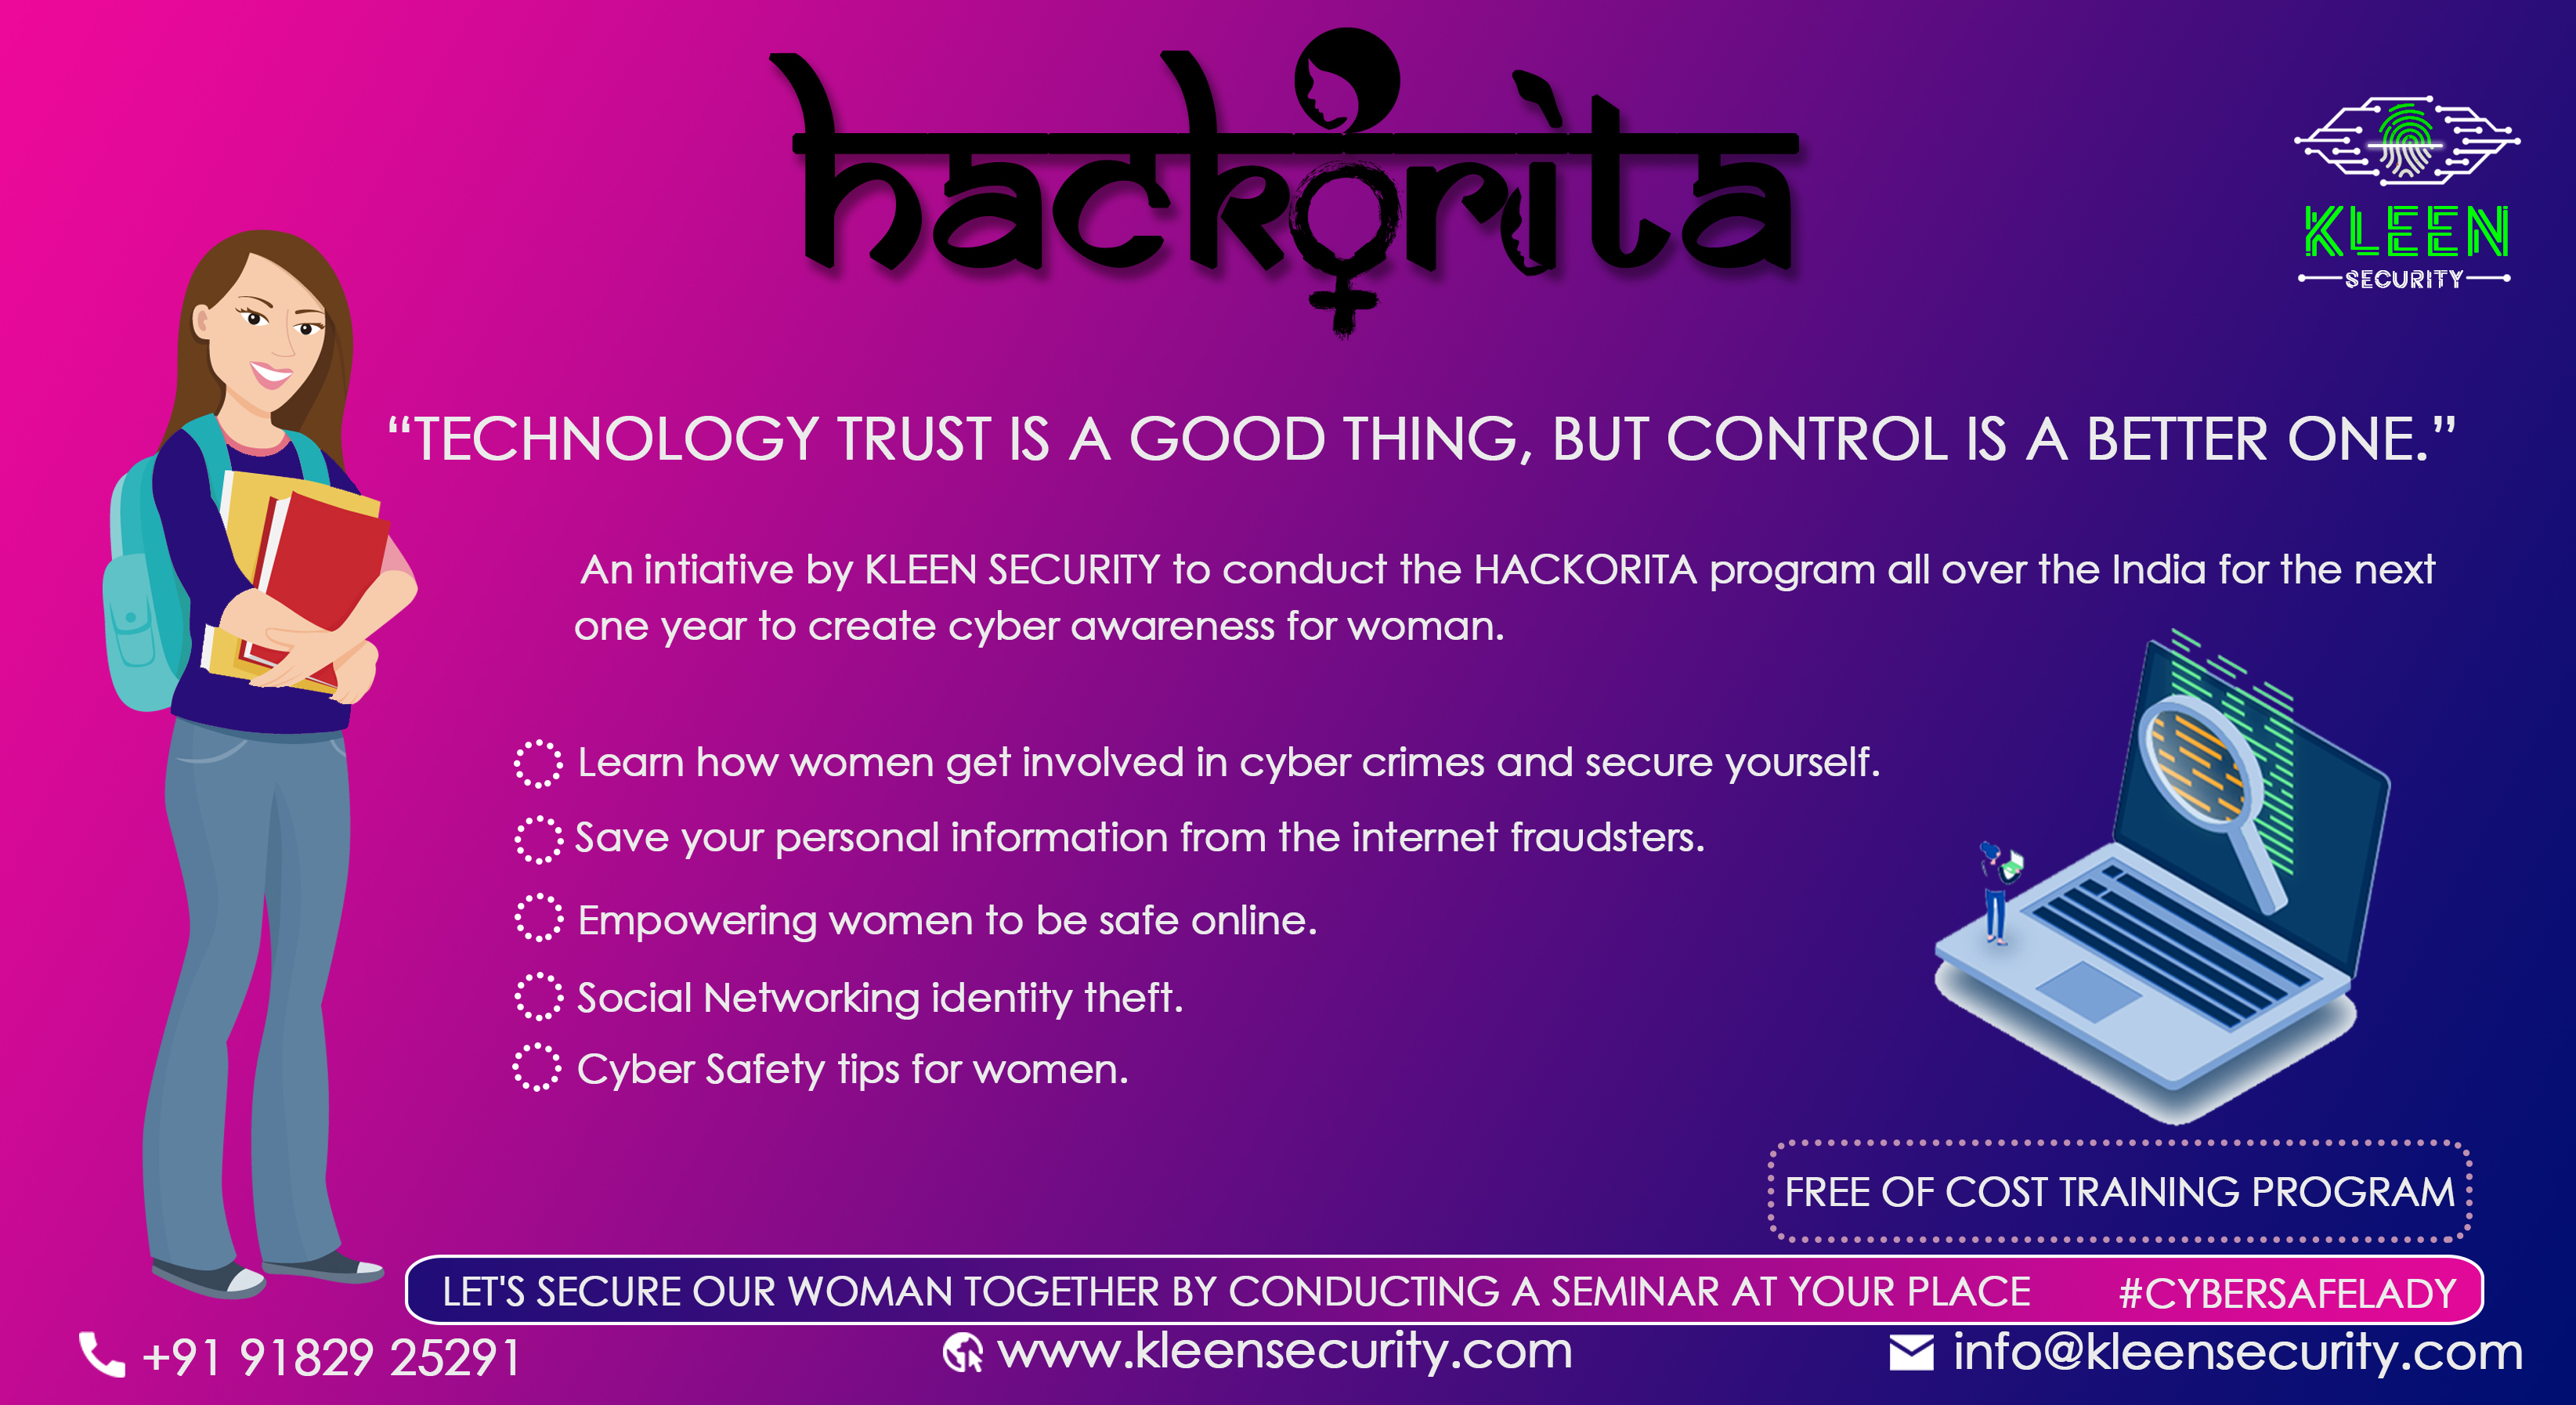 hackorita
KLEEN
SECURITY
“TECHNOLOGY TRUST IS A GOOD THING, BUT CONTROL IS A BETTER ONE.”
An intiative by KLEEN SECURITY to conduct the HACKORITA program all over the India for the next
one year to create cyber awareness for woman.
Learn how women get involved in cyber crimes and secure yourself.
Save your personal information from the internet fraudsters.
Empowering women to be safe online.
Social Networking identity theft.
Cyber Safety tips for women.
FREE OF COST TRAINING PROGRAM
LET'S SECURE OUR WOMAN TOGETHER BY CONDUCTING A SEMINAR AT YOUR PLACE #CYBERSAFELADY
+91 91829 25291 www.kleensecurity.com info@kleensecurity.com